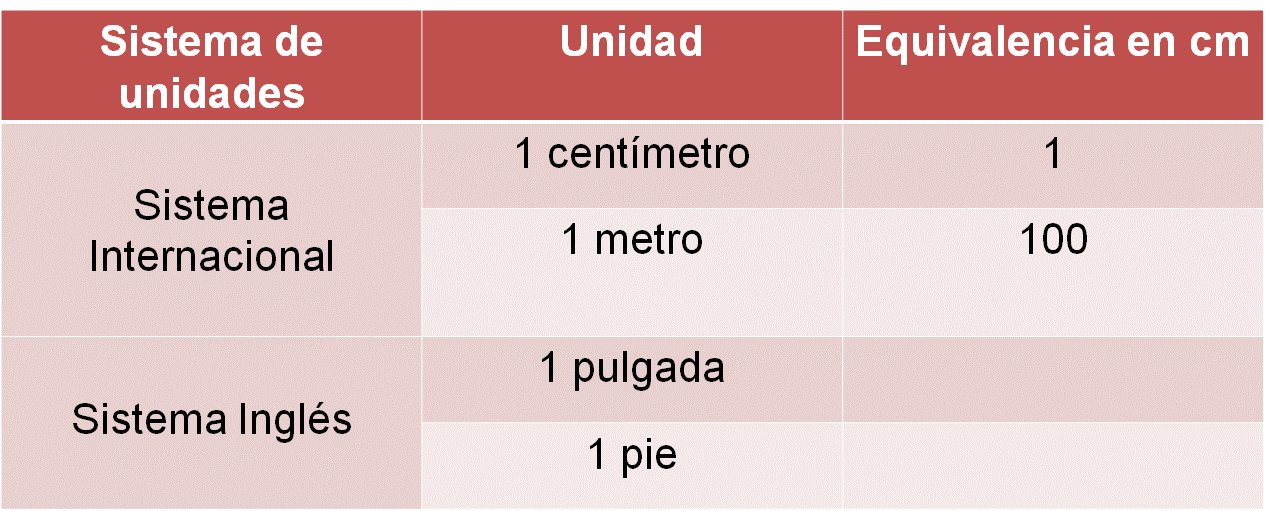 Sistema de
unidades
Unidad
Equivalencia en cm
Sistema
Internacional
1 centímetro
1
1 metro
100
Sistema Inglés
1 pulgada
1 pie